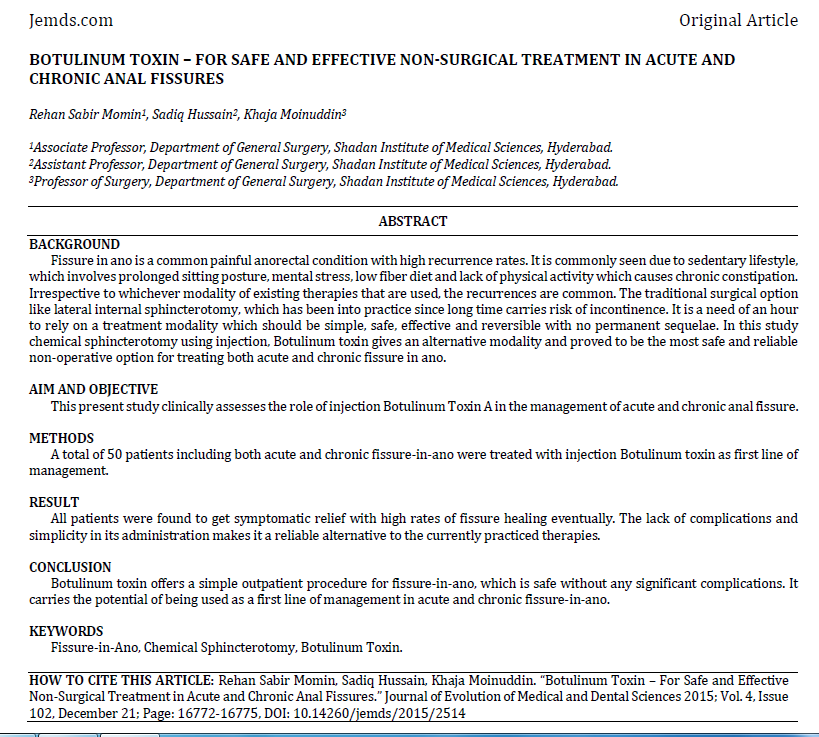 Jemds.com Original Article
BOTULINUM TOXIN – FOR SAFE AND EFFECTIVE NON-SURGICAL TREATMENT IN ACUTE AND
CHRONIC ANAL FISSURES
Rehan Sabir Momin¹, Sadiq Hussain², Khaja Moinuddin³
¹Associate Professor, Department of General Surgery, Shadan Institute of Medical Sciences, Hyderabad.
²Assistant Professor, Department of General Surgery, Shadan Institute of Medical Sciences, Hyderabad.
³Professor of Surgery, Department of General Surgery, Shadan Institute of Medical Sciences, Hyderabad.
ABSTRACT
BACKGROUND
Fissure in ano is a common painful anorectal condition with high recurrence rates. It is commonly seen due to sedentary lifestyle,
which involves prolonged sitting posture, mental stress, low fiber diet and lack of physical activity which causes chronic constipation.
Irrespective to whichever modality of existing therapies that are used, the recurrences are common. The traditional surgical option
like lateral internal sphincterotomy, which has been into practice since long time carries risk of incontinence. It is a need of an hour
to rely on a treatment modality which should be simple, safe, effective and reversible with no permanent sequelae. In this study
chemical sphincterotomy using injection, Botulinum toxin gives an alternative modality and proved to be the most safe and reliable
non-operative option for treating both acute and chronic fissure in ano.
AIM AND OBJECTIVE
This present study clinically assesses the role of injection Botulinum Toxin A in the management of acute and chronic anal fissure.
METHODS
A total of 50 patients including both acute and chronic fissure-in-ano were treated with injection Botulinum toxin as first line of
management.
RESULT
All patients were found to get symptomatic relief with high rates of fissure healing eventually. The lack of complications and
simplicity in its administration makes it a reliable alternative to the currently practiced therapies.
CONCLUSION
Botulinum toxin offers a simple outpatient procedure for fissure-in-ano, which is safe without any significant complications. It
carries the potential of being used as a first line of management in acute and chronic fissure-in-ano.
KEYWORDS
Fissure-in-Ano, Chemical Sphincterotomy, Botulinum Toxin.
HOW TO CITE THIS ARTICLE: Rehan Sabir Momin, Sadiq Hussain, Khaja Moinuddin. “Botulinum Toxin – For Safe and Effective
Non-Surgical Treatment in Acute and Chronic Anal Fissures.” Journal of Evolution of Medical and Dental Sciences 2015; Vol. 4, Issue
102, December 21; Page: 16772-16775, DOI: 10.14260/jemds/2015/2514